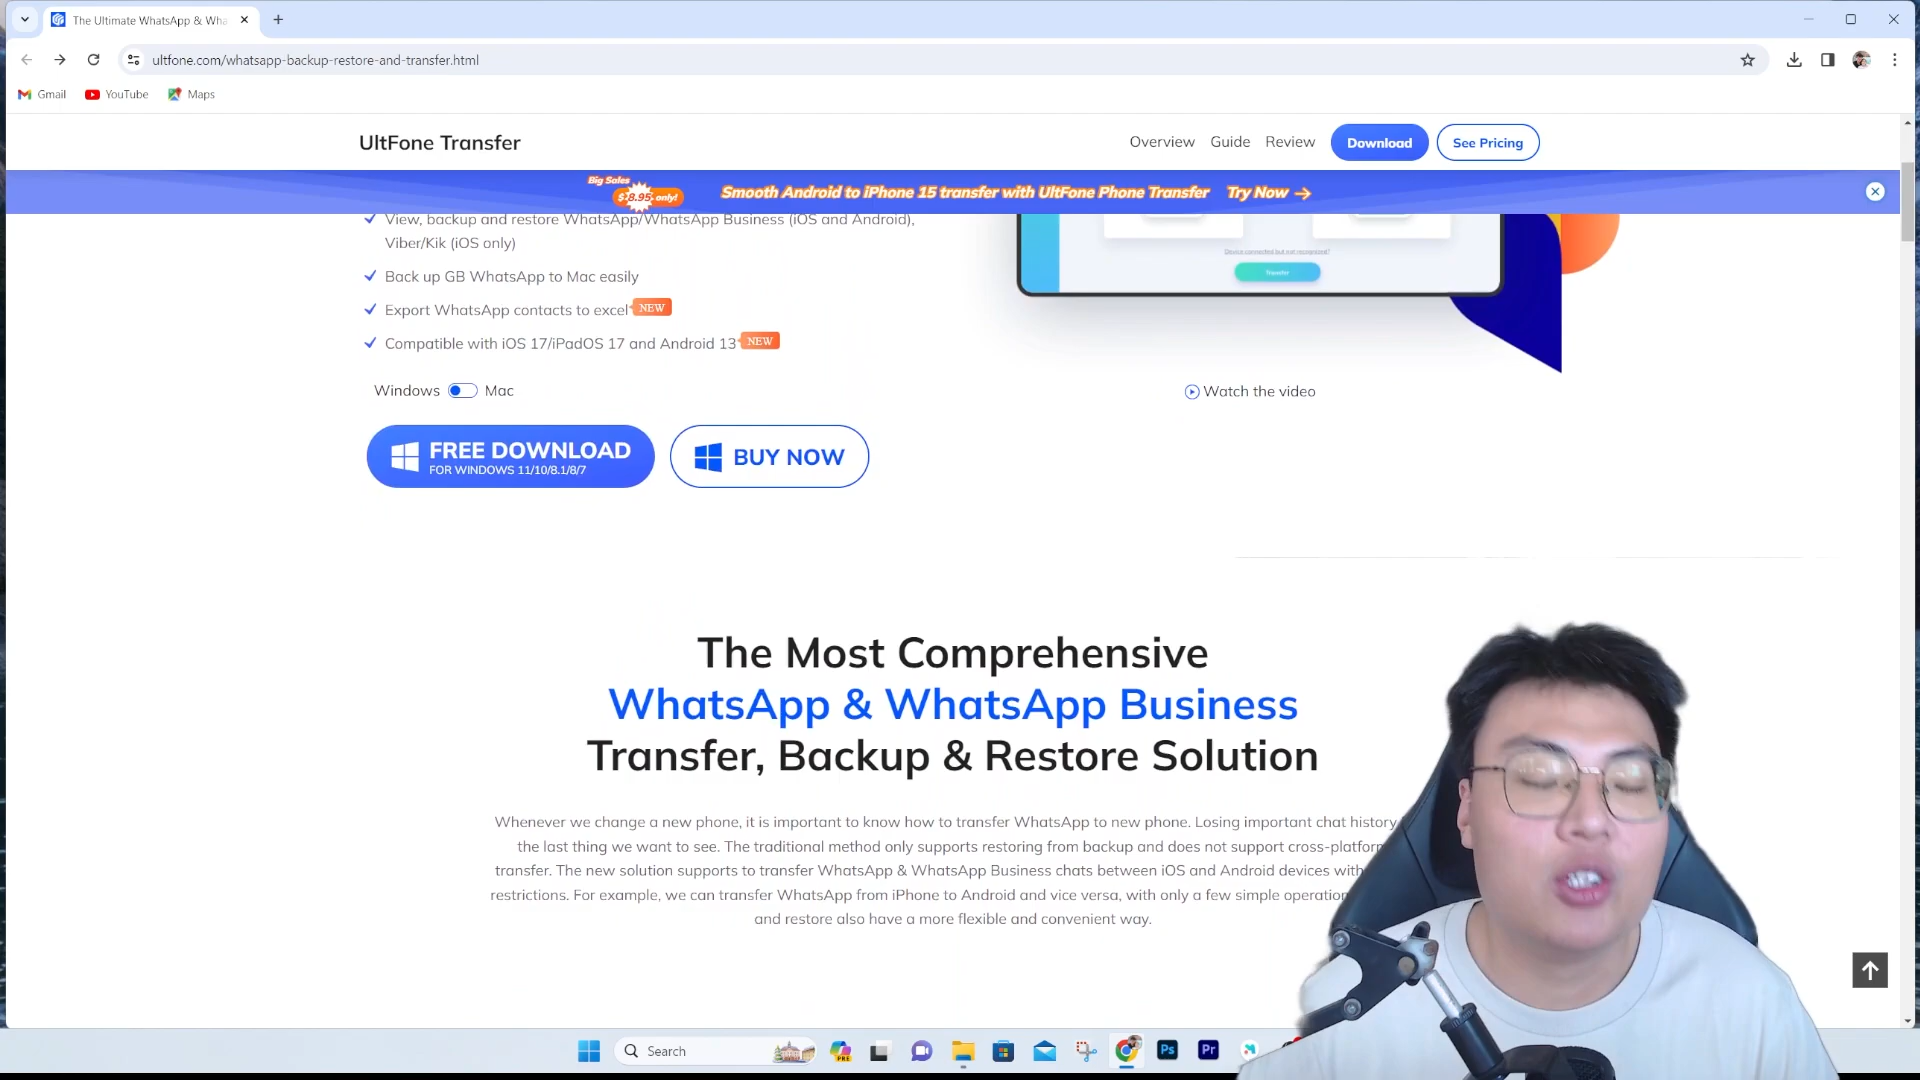 The Ultimate WhatsApp & Wha
ultfone.com/whatsapp-backup-restore-and-transfer.html
Gmail
YouTube
Maps
UltFone Transfer
Overview
Guide
Review
Download
See Pricing
Big Sales
only!
Smooth Android to iPhone 15 transfer with UltFone Phone Transfer
Try Now
View, backup and restore WhatsApp/WhatsApp Business (iOS and Android),
Viber/Kik (iOS only)
Back up GB WhatsApp to Mac easily
Export WhatsApp contacts to excel NEW
Compatible with iOS 17/iPadOS 17 and Android 13 NEW
Device connected but not recognized?
Transfer
Windows
Mac
Watch the video
FREE DOWNLOAD
FOR WINDOWS 11/10/8.1/8/7
BUY NOW
The Most Comprehensive
WhatsApp & WhatsApp Business
Transfer, Backup & Restore Solution
Whenever we change a new phone, it is important to know how to transfer WhatsApp to new phone. Losing important chat history
the last thing we want to see. The traditional method only supports restoring from backup and does not support cross-platform
transfer. The new solution supports to transfer WhatsApp & WhatsApp Business chats between iOS and Android devices with
restrictions. For example, we can transfer WhatsApp from iPhone to Android and vice versa, with only a few simple operation
and restore also have a more flexible and convenient way.
Search
PRE
Ps
Pr